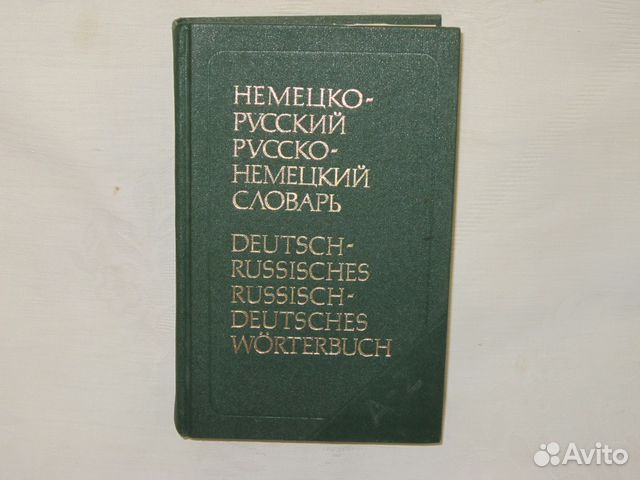 НЕМЕЦКО-
РУССКИЙ
РУССКО-
НЕМЕЦКИЙ
СЛОВАРЬ
DEUTSCH-
RUSSISCHES
RUSSISCH-
DEUTSCHES
WÖRTERBUCH
Avito